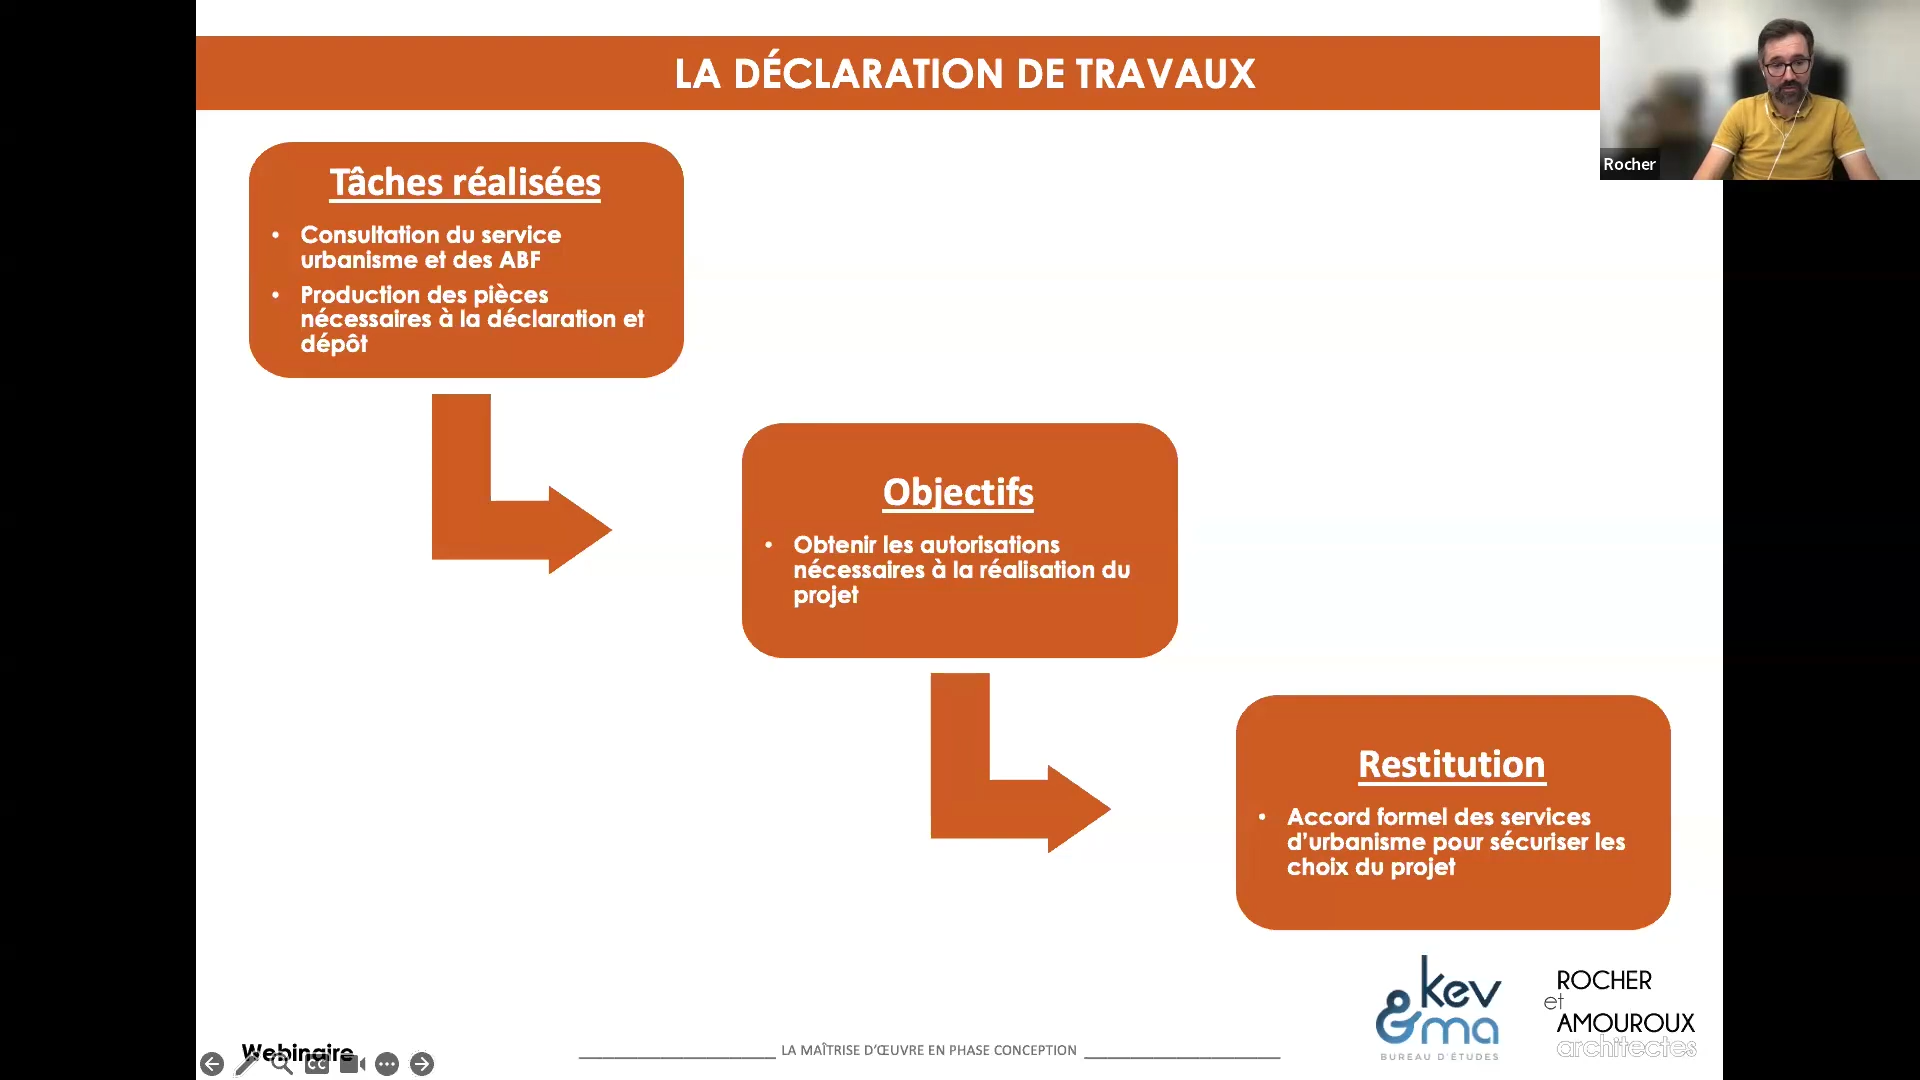 LA DÉCLARATION DE TRAVAUX
Rocher
Tâches réalisées
• Consultation du service
urbanisme et des ABF
• Production des pièces
nécessaires à la déclaration et
dépôt
Objectifs
• Obtenir les autorisations
nécessaires à la réalisation du
projet
Restitution
• Accord formel des services
d’urbanisme pour sécuriser les
choix du projet
kev
&ma
BUREAU D'ÉTUDES
ROCHER
et
AMOUROUX
architectes
Webinaire
LA MAÎTRISE D’ŒUVRE EN PHASE CONCEPTION
CC